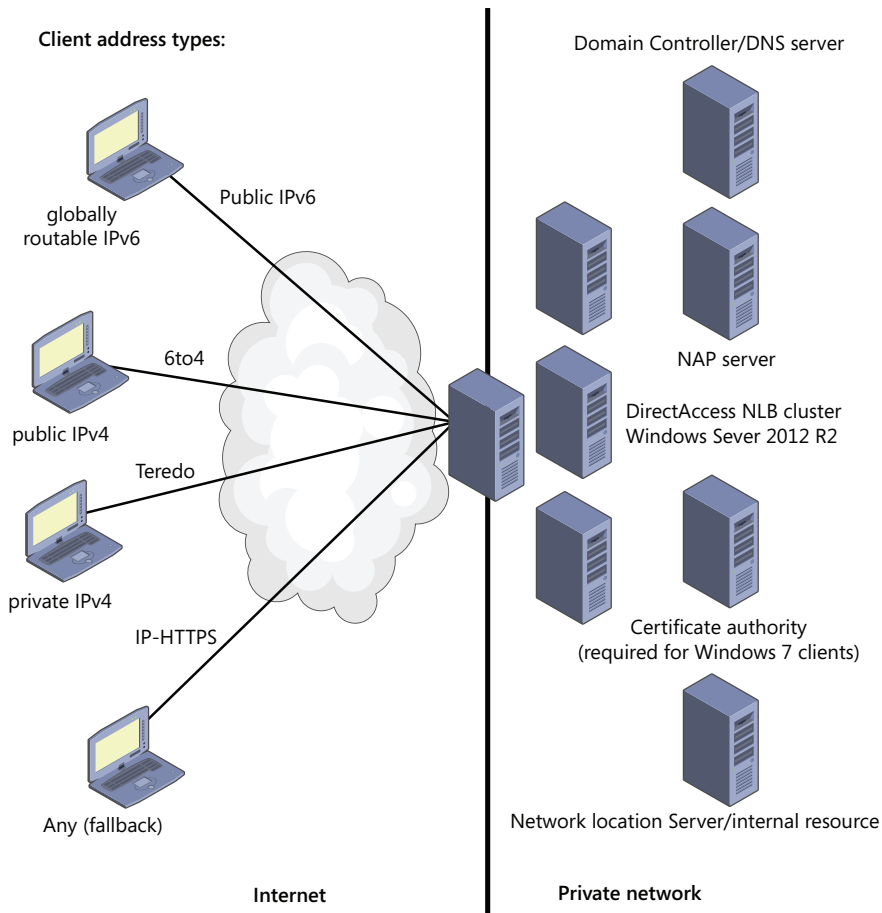 Client address types:
Domain Controller/DNS server
Public IPv6
globally
routable IPv6
NAP server
6to4
public IPv4
DirectAccess NLB cluster
Windows Sever 2012 R2
Teredo
private IPv4
IP-HTTPS
Certificate authority
(required for Windows 7 clients)
Any (fallback)
Network location Server/internal resource
Internet
Private network